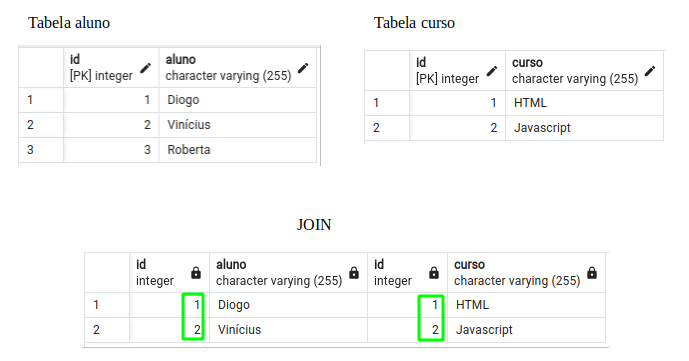 Tabela aluno
id
[PK] integer
aluno
character varying (255)
1 1 Diogo
2 2 Vinícius
3 3 Roberta
Tabela curso
id
[PK] integer
curso
character varying (255)
1 1 HTML
2 2 Javascript
JOIN
id
integer
aluno
character varying (255)
id
integer
curso
character varying (255)
1 1 Diogo 1 HTML
2 2 Vinícius 2 Javascript